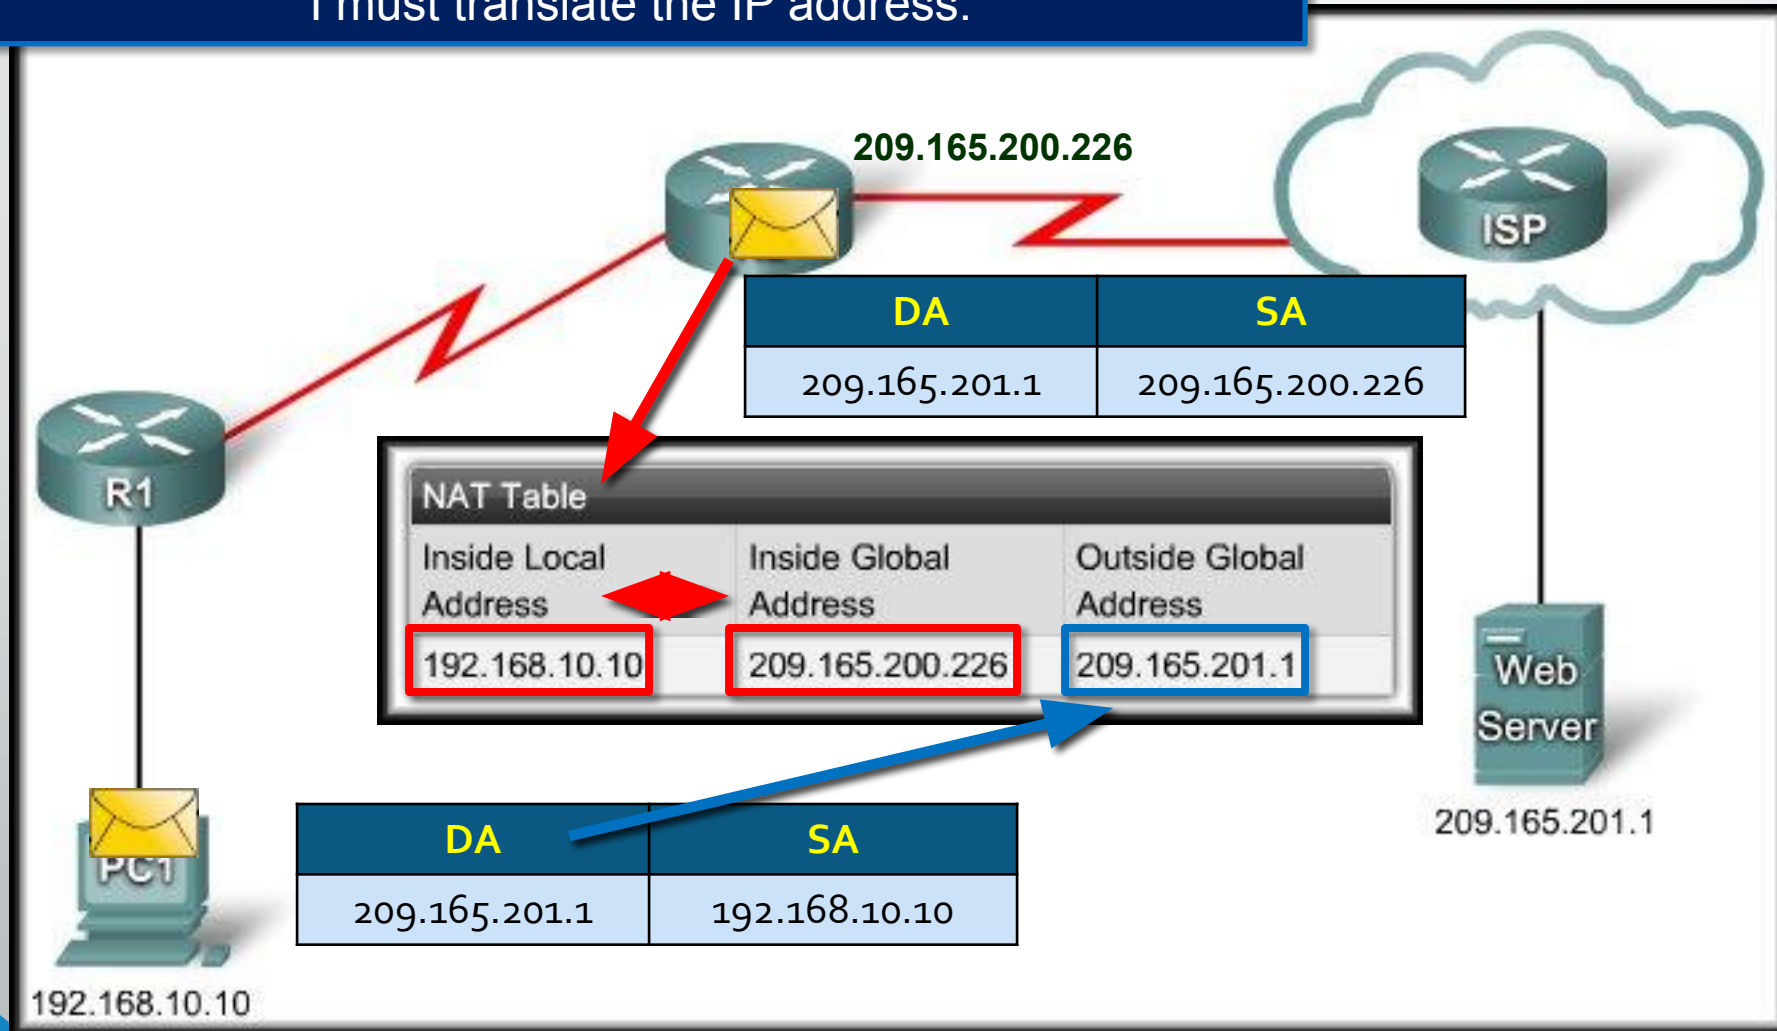 I must translate the IP address.
209.165.200.226
ISP
DA SA
209.165.201.1 209.165.200.226
R1
NAT Table
Inside Local Address Inside Global Address Outside Global Address
192.168.10.10 209.165.200.226 209.165.201.1
Web
Server
209.165.201.1
PC1
DA SA
209.165.201.1 192.168.10.10
192.168.10.10